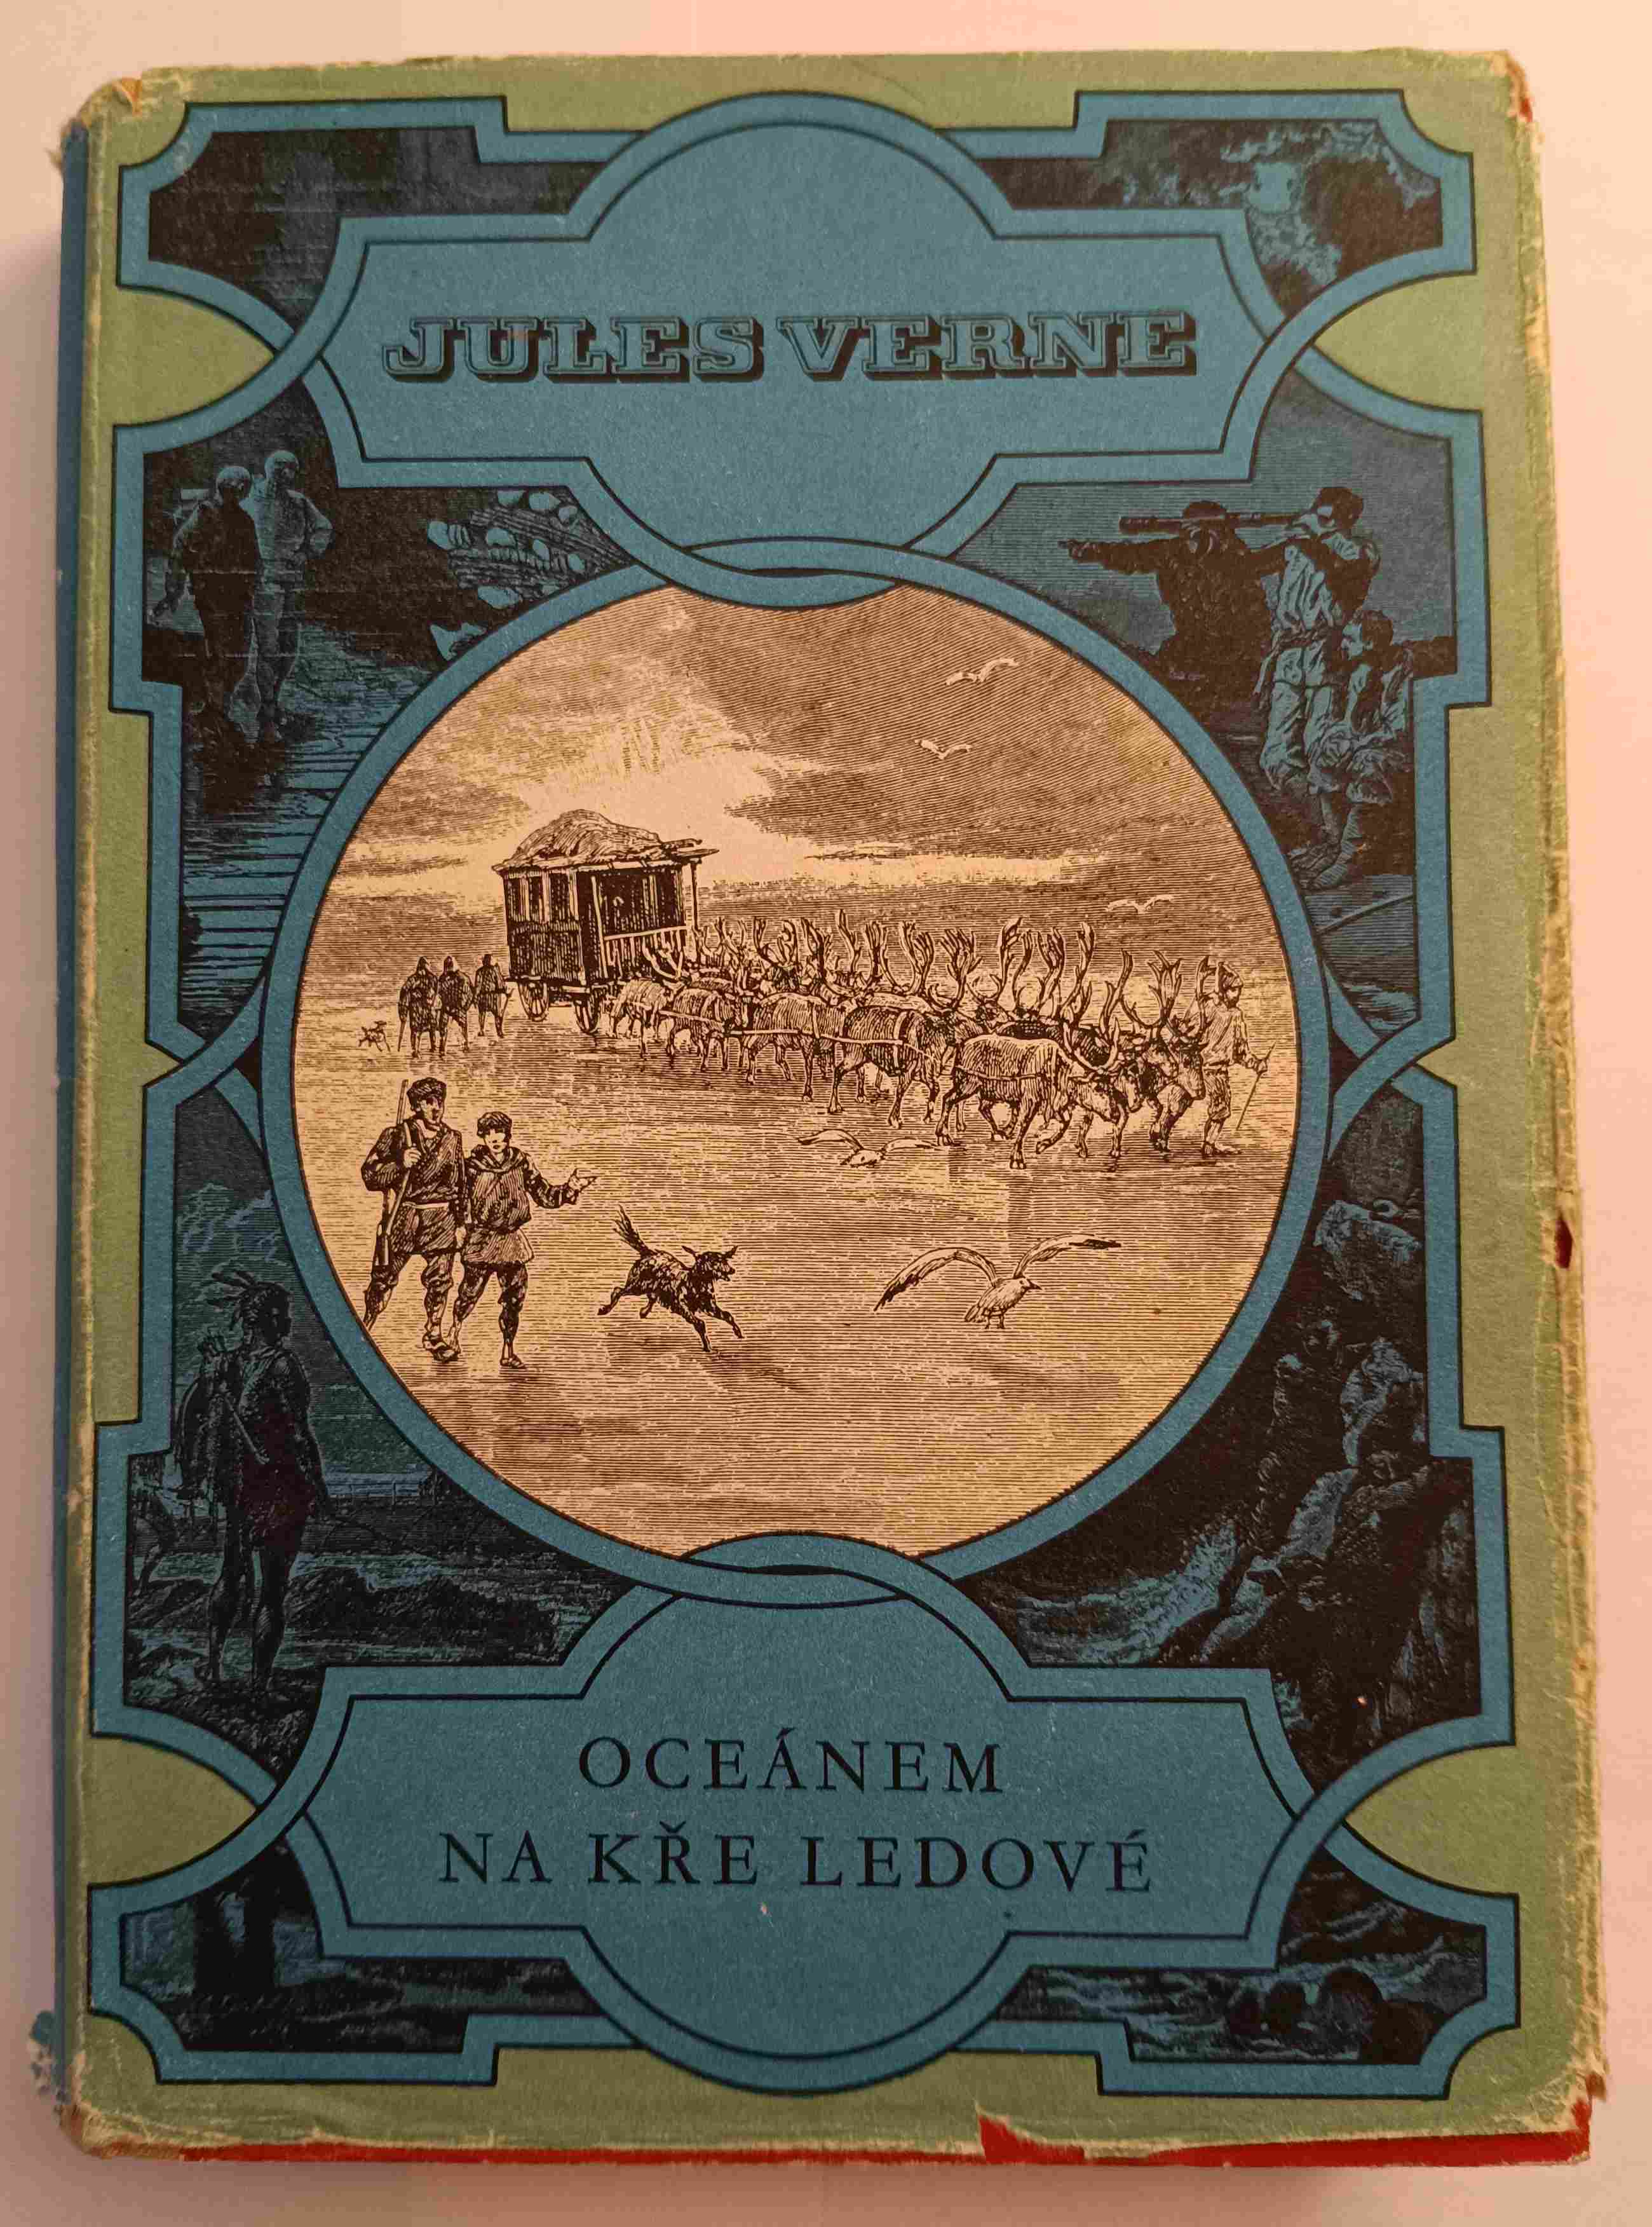 JULES VERNE
OCEÁNEM
NA KŘE LEDOVÉ